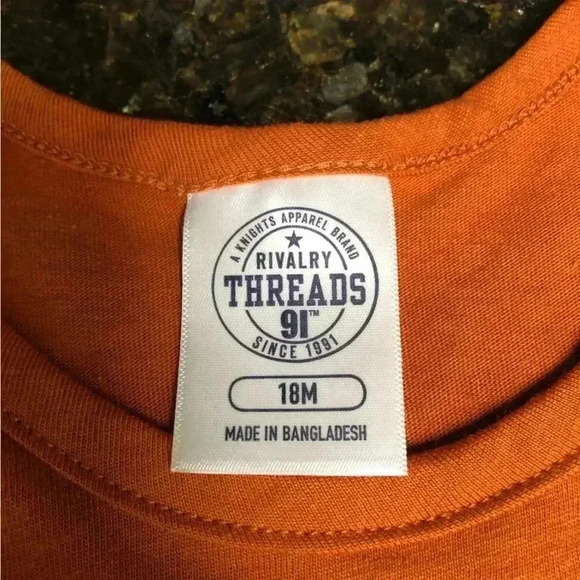 A KNIGHTS APPAREL BRAND
RIVALRY
THREADS
91™
SINCE 1991
18M
MADE IN BANGLADESH